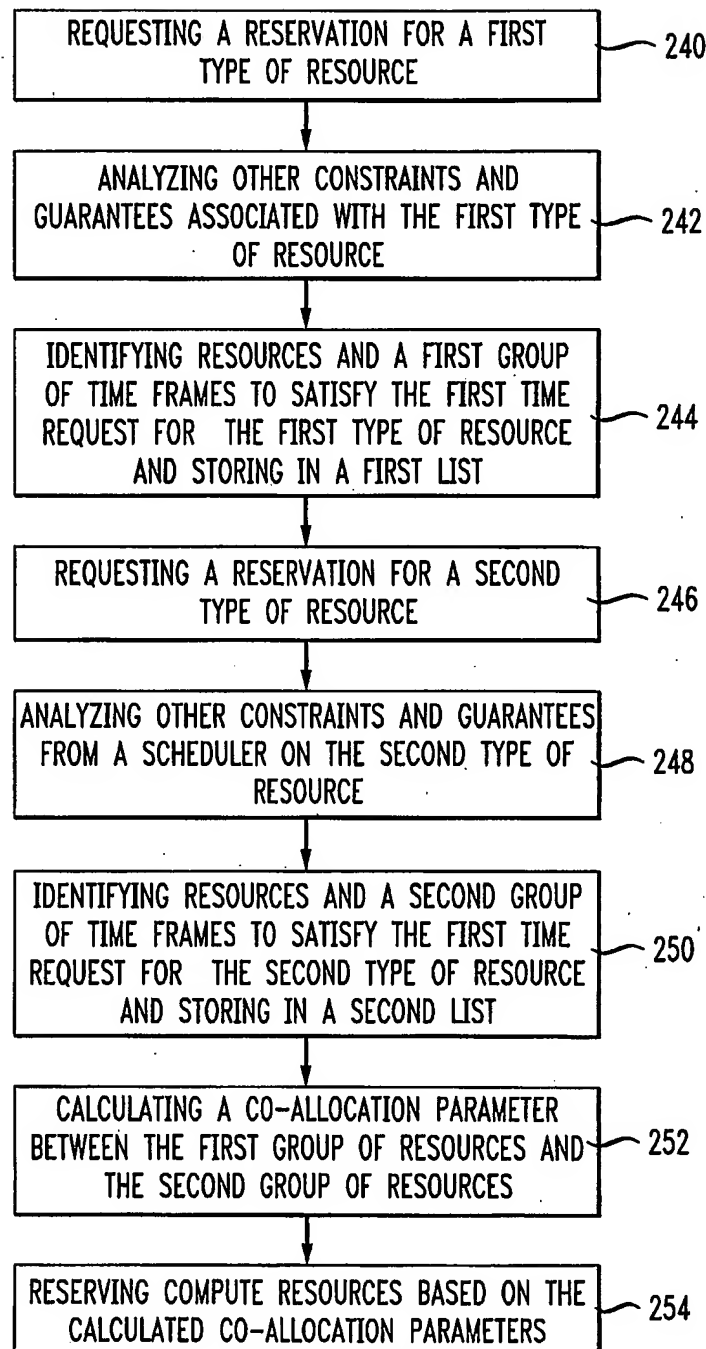 REQUESTING A RESERVATION FOR A FIRST
TYPE OF RESOURCE
240
ANALYZING OTHER CONSTRAINTS AND
GUARANTEES ASSOCIATED WITH THE FIRST TYPE
OF RESOURCE
242
IDENTIFYING RESOURCES AND A FIRST GROUP
OF TIME FRAMES TO SATISFY THE FIRST TIME
REQUEST FOR THE FIRST TYPE OF RESOURCE
AND STORING IN A FIRST LIST
244
REQUESTING A RESERVATION FOR A SECOND
TYPE OF RESOURCE
246
ANALYZING OTHER CONSTRAINTS AND GUARANTEES
FROM A SCHEDULER ON THE SECOND TYPE OF
RESOURCE
248
IDENTIFYING RESOURCES AND A SECOND GROUP
OF TIME FRAMES TO SATISFY THE FIRST TIME
REQUEST FOR THE SECOND TYPE OF RESOURCE
AND STORING IN A SECOND LIST
250
CALCULATING A CO-ALLOCATION PARAMETER
BETWEEN THE FIRST GROUP OF RESOURCES AND
THE SECOND GROUP OF RESOURCES
252
RESERVING COMPUTE RESOURCES BASED ON THE
CALCULATED CO-ALLOCATION PARAMETERS
254